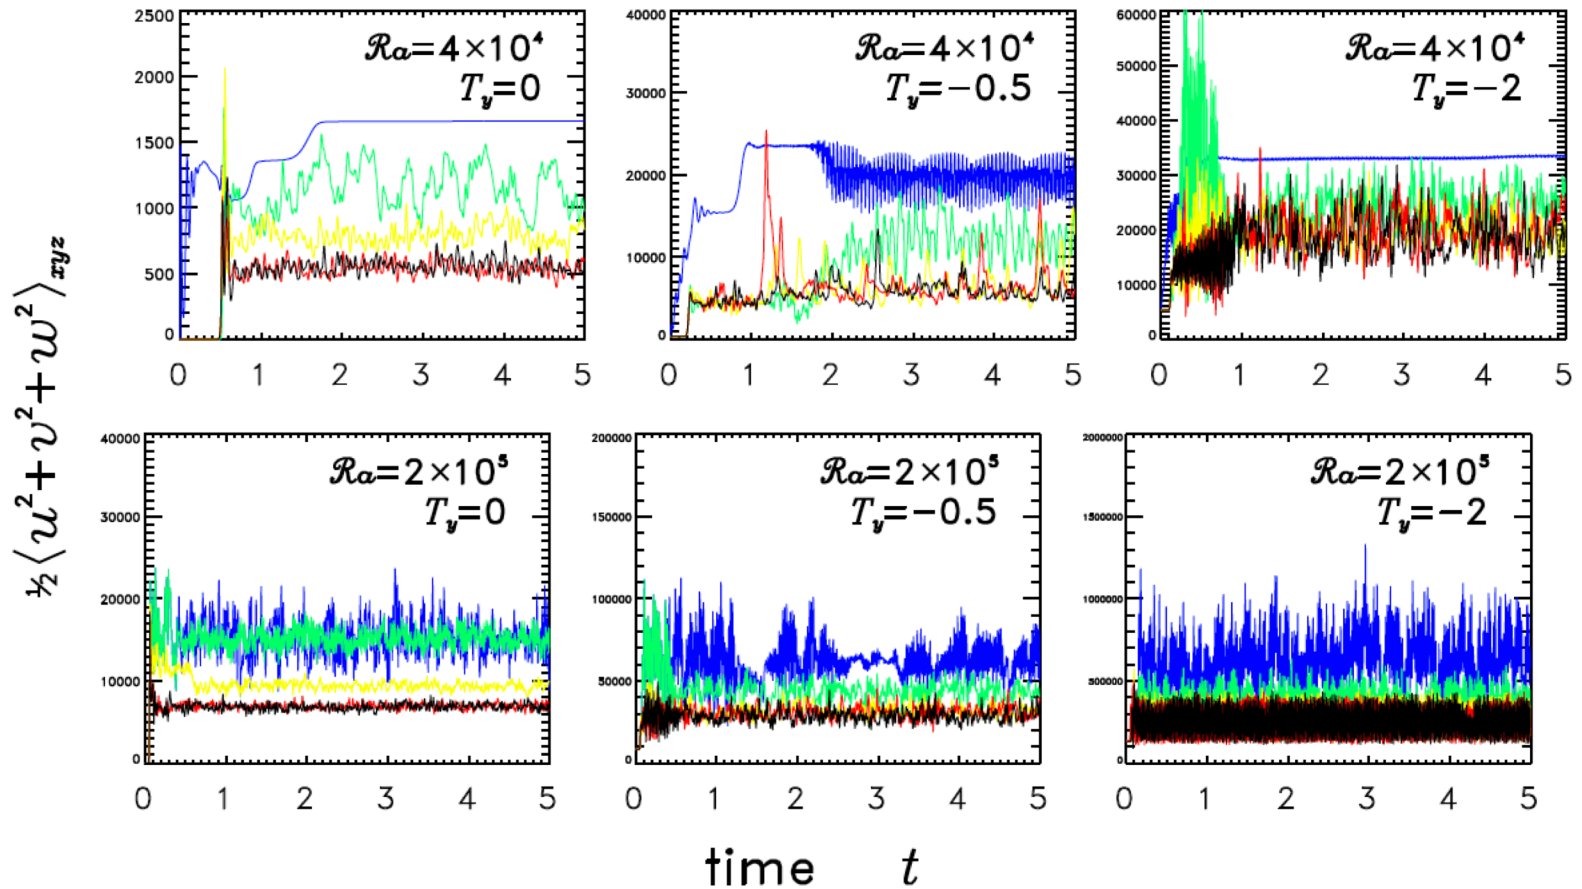 ½⟨u²+v²+w²⟩xyz
2500
2000
1500
1000
500
0
ℛa=4×10⁴
Ty=0
0 1 2 3 4 5
40000
30000
20000
10000
0
ℛa=4×10⁴
Ty=−0.5
0 1 2 3 4 5
60000
50000
40000
30000
20000
10000
0
ℛa=4×10⁴
Ty=−2
0 1 2 3 4 5
40000
30000
20000
10000
0
ℛa=2×10⁵
Ty=0
0 1 2 3 4 5
200000
150000
100000
50000
0
ℛa=2×10⁵
Ty=−0.5
0 1 2 3 4 5
2000000
1500000
1000000
500000
0
ℛa=2×10⁵
Ty=−2
0 1 2 3 4 5
time t